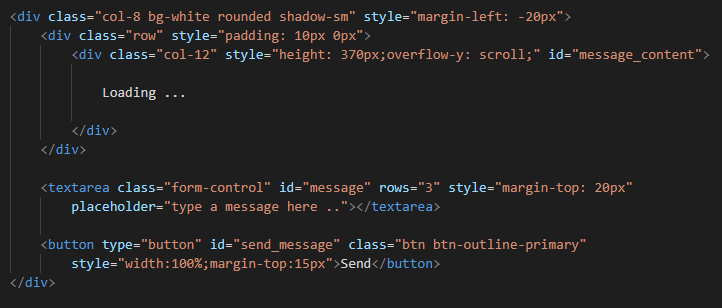 <div class="col-8 bg-white rounded shadow-sm" style="margin-left: -20px">
<div class="row" style="padding: 10px 0px">
<div class="col-12" style="height: 370px;overflow-y: scroll;" id="message_content">
Loading ...
</div>
</div>
<textarea class="form-control" id="message" rows="3" style="margin-top: 20px"
placeholder="type a message here .."></textarea>
<button type="button" id="send_message" class="btn btn-outline-primary"
style="width:100%;margin-top:15px">Send</button>
</div>